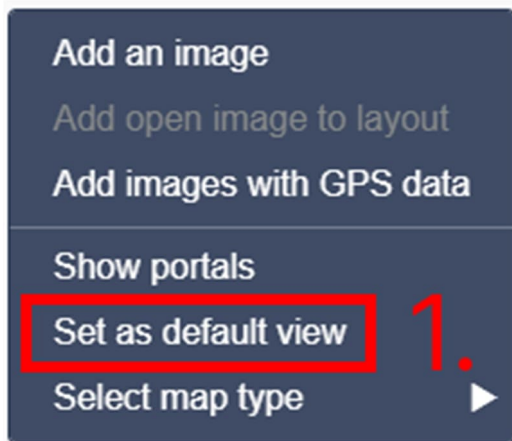 Add an image
Add open image to layout
Add images with GPS data
Show portals
Set as default view
1.
Select map type